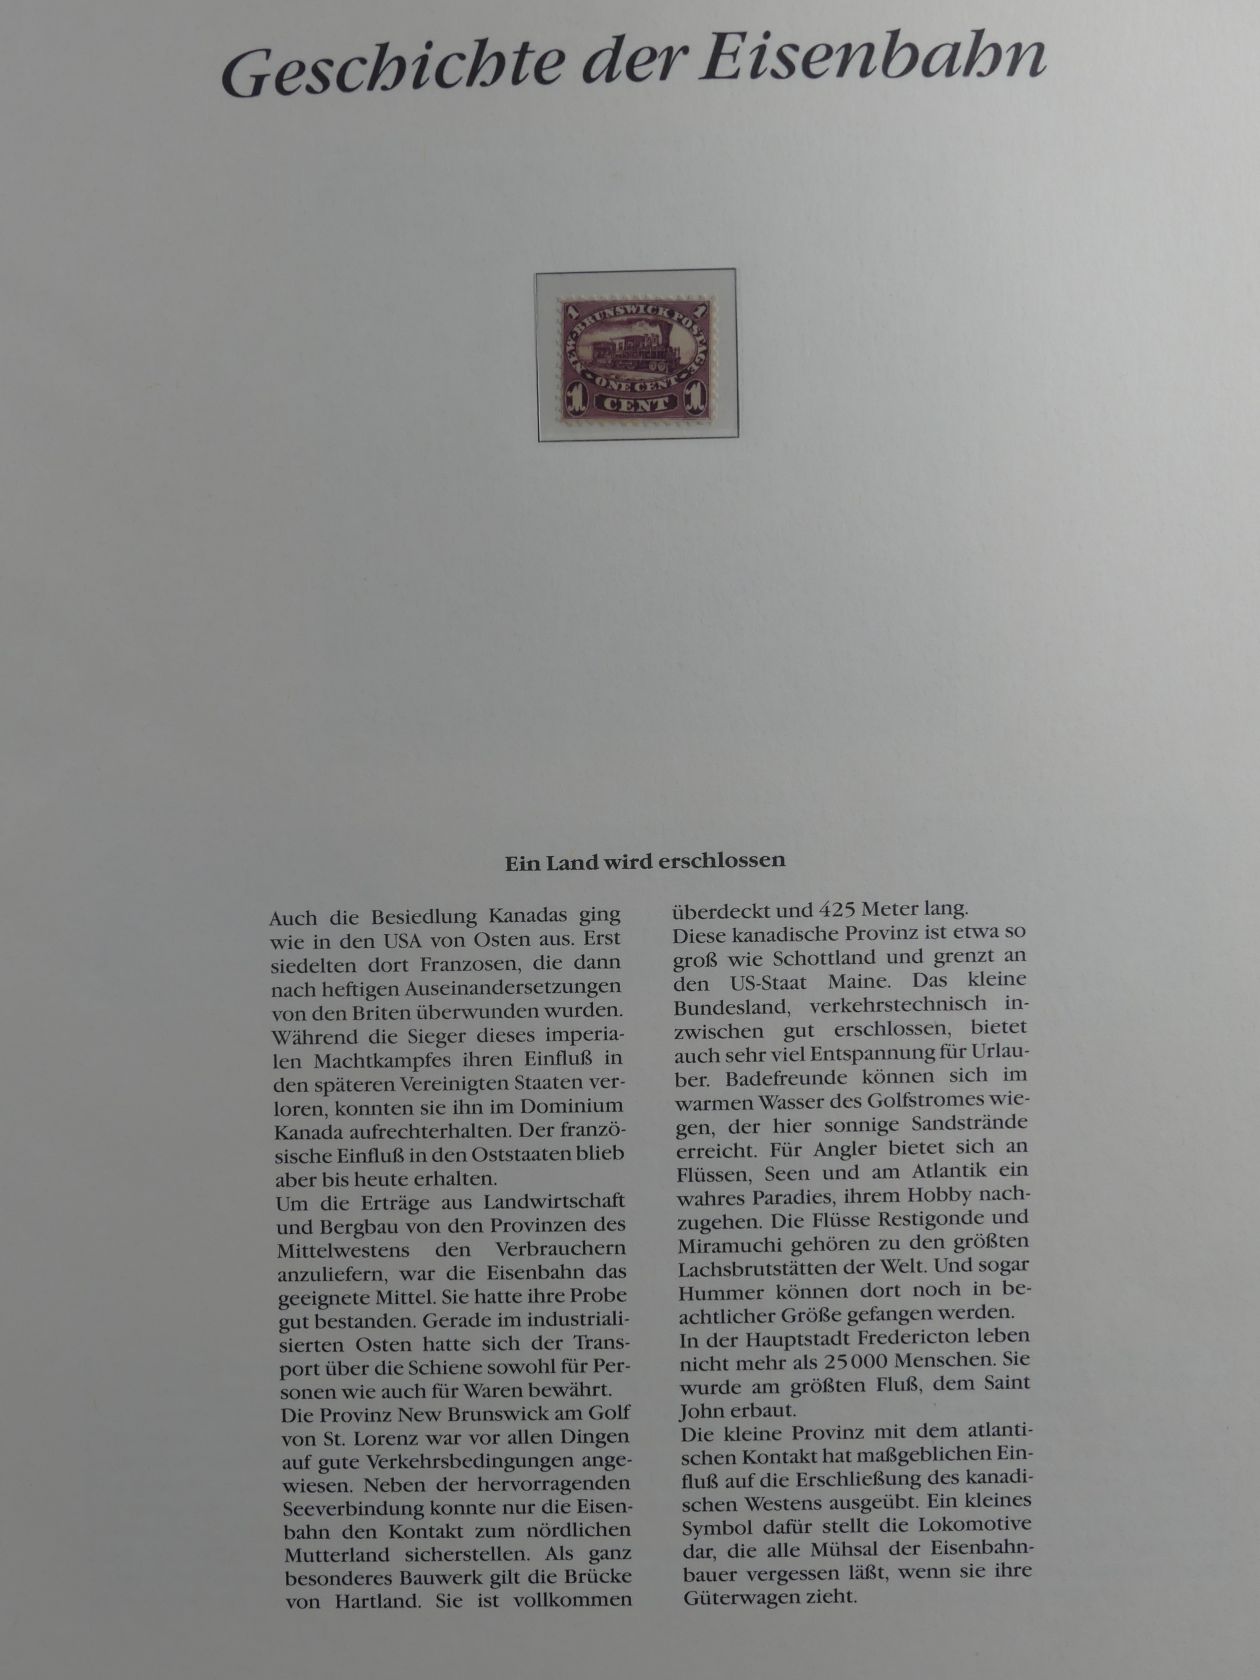 Geschichte der Eisenbahn
1 NEW-BRUNSWICK POSTAGE 1
ONE CENT
1 CENT 1
Ein Land wird erschlossen
Auch die Besiedlung Kanadas ging
wie in den USA von Osten aus. Erst
siedelten dort Franzosen, die dann
nach heftigen Auseinandersetzungen
von den Briten überwunden wurden.
Während die Sieger dieses imperia-
len Machtkampfes ihren Einfluß in
den späteren Vereinigten Staaten ver-
loren, konnten sie ihn im Dominium
Kanada aufrechterhalten. Der franzö-
sische Einfluß in den Oststaaten blieb
aber bis heute erhalten.
Um die Erträge aus Landwirtschaft
und Bergbau von den Provinzen des
Mittelwestens den Verbrauchern
anzuliefern, war die Eisenbahn das
geeignete Mittel. Sie hatte ihre Probe
gut bestanden. Gerade im industriali-
sierten Osten hatte sich der Trans-
port über die Schiene sowohl für Per-
sonen wie auch für Waren bewährt.
Die Provinz New Brunswick am Golf
von St. Lorenz war vor allen Dingen
auf gute Verkehrsbedingungen ange-
wiesen. Neben der hervorragenden
Seeverbindung konnte nur die Eisen-
bahn den Kontakt zum nördlichen
Mutterland sicherstellen. Als ganz
besonderes Bauwerk gilt die Brücke
von Hartland. Sie ist vollkommen
überdeckt und 425 Meter lang.
Diese kanadische Provinz ist etwa so
groß wie Schottland und grenzt an
den US-Staat Maine. Das kleine
Bundesland, verkehrstechnisch in-
zwischen gut erschlossen, bietet
auch sehr viel Entspannung für Urlau-
ber. Badefreunde können sich im
warmen Wasser des Golfstromes wie-
gen, der hier sonnige Sandstrände
erreicht. Für Angler bietet sich an
Flüssen, Seen und am Atlantik ein
wahres Paradies, ihrem Hobby nach-
zugehen. Die Flüsse Restigonde und
Miramuchi gehören zu den größten
Lachsbrutstätten der Welt. Und sogar
Hummer können dort noch in be-
achtlicher Größe gefangen werden.
In der Hauptstadt Fredericton leben
nicht mehr als 25 000 Menschen. Sie
wurde am größten Fluß, dem Saint
John erbaut.
Die kleine Provinz mit dem atlanti-
schen Kontakt hat maßgeblichen Ein-
fluß auf die Erschließung des kanadi-
schen Westens ausgeübt. Ein kleines
Symbol dafür stellt die Lokomotive
dar, die alle Mühsal der Eisenbahn-
bauer vergessen läßt, wenn sie ihre
Güterwagen zieht.